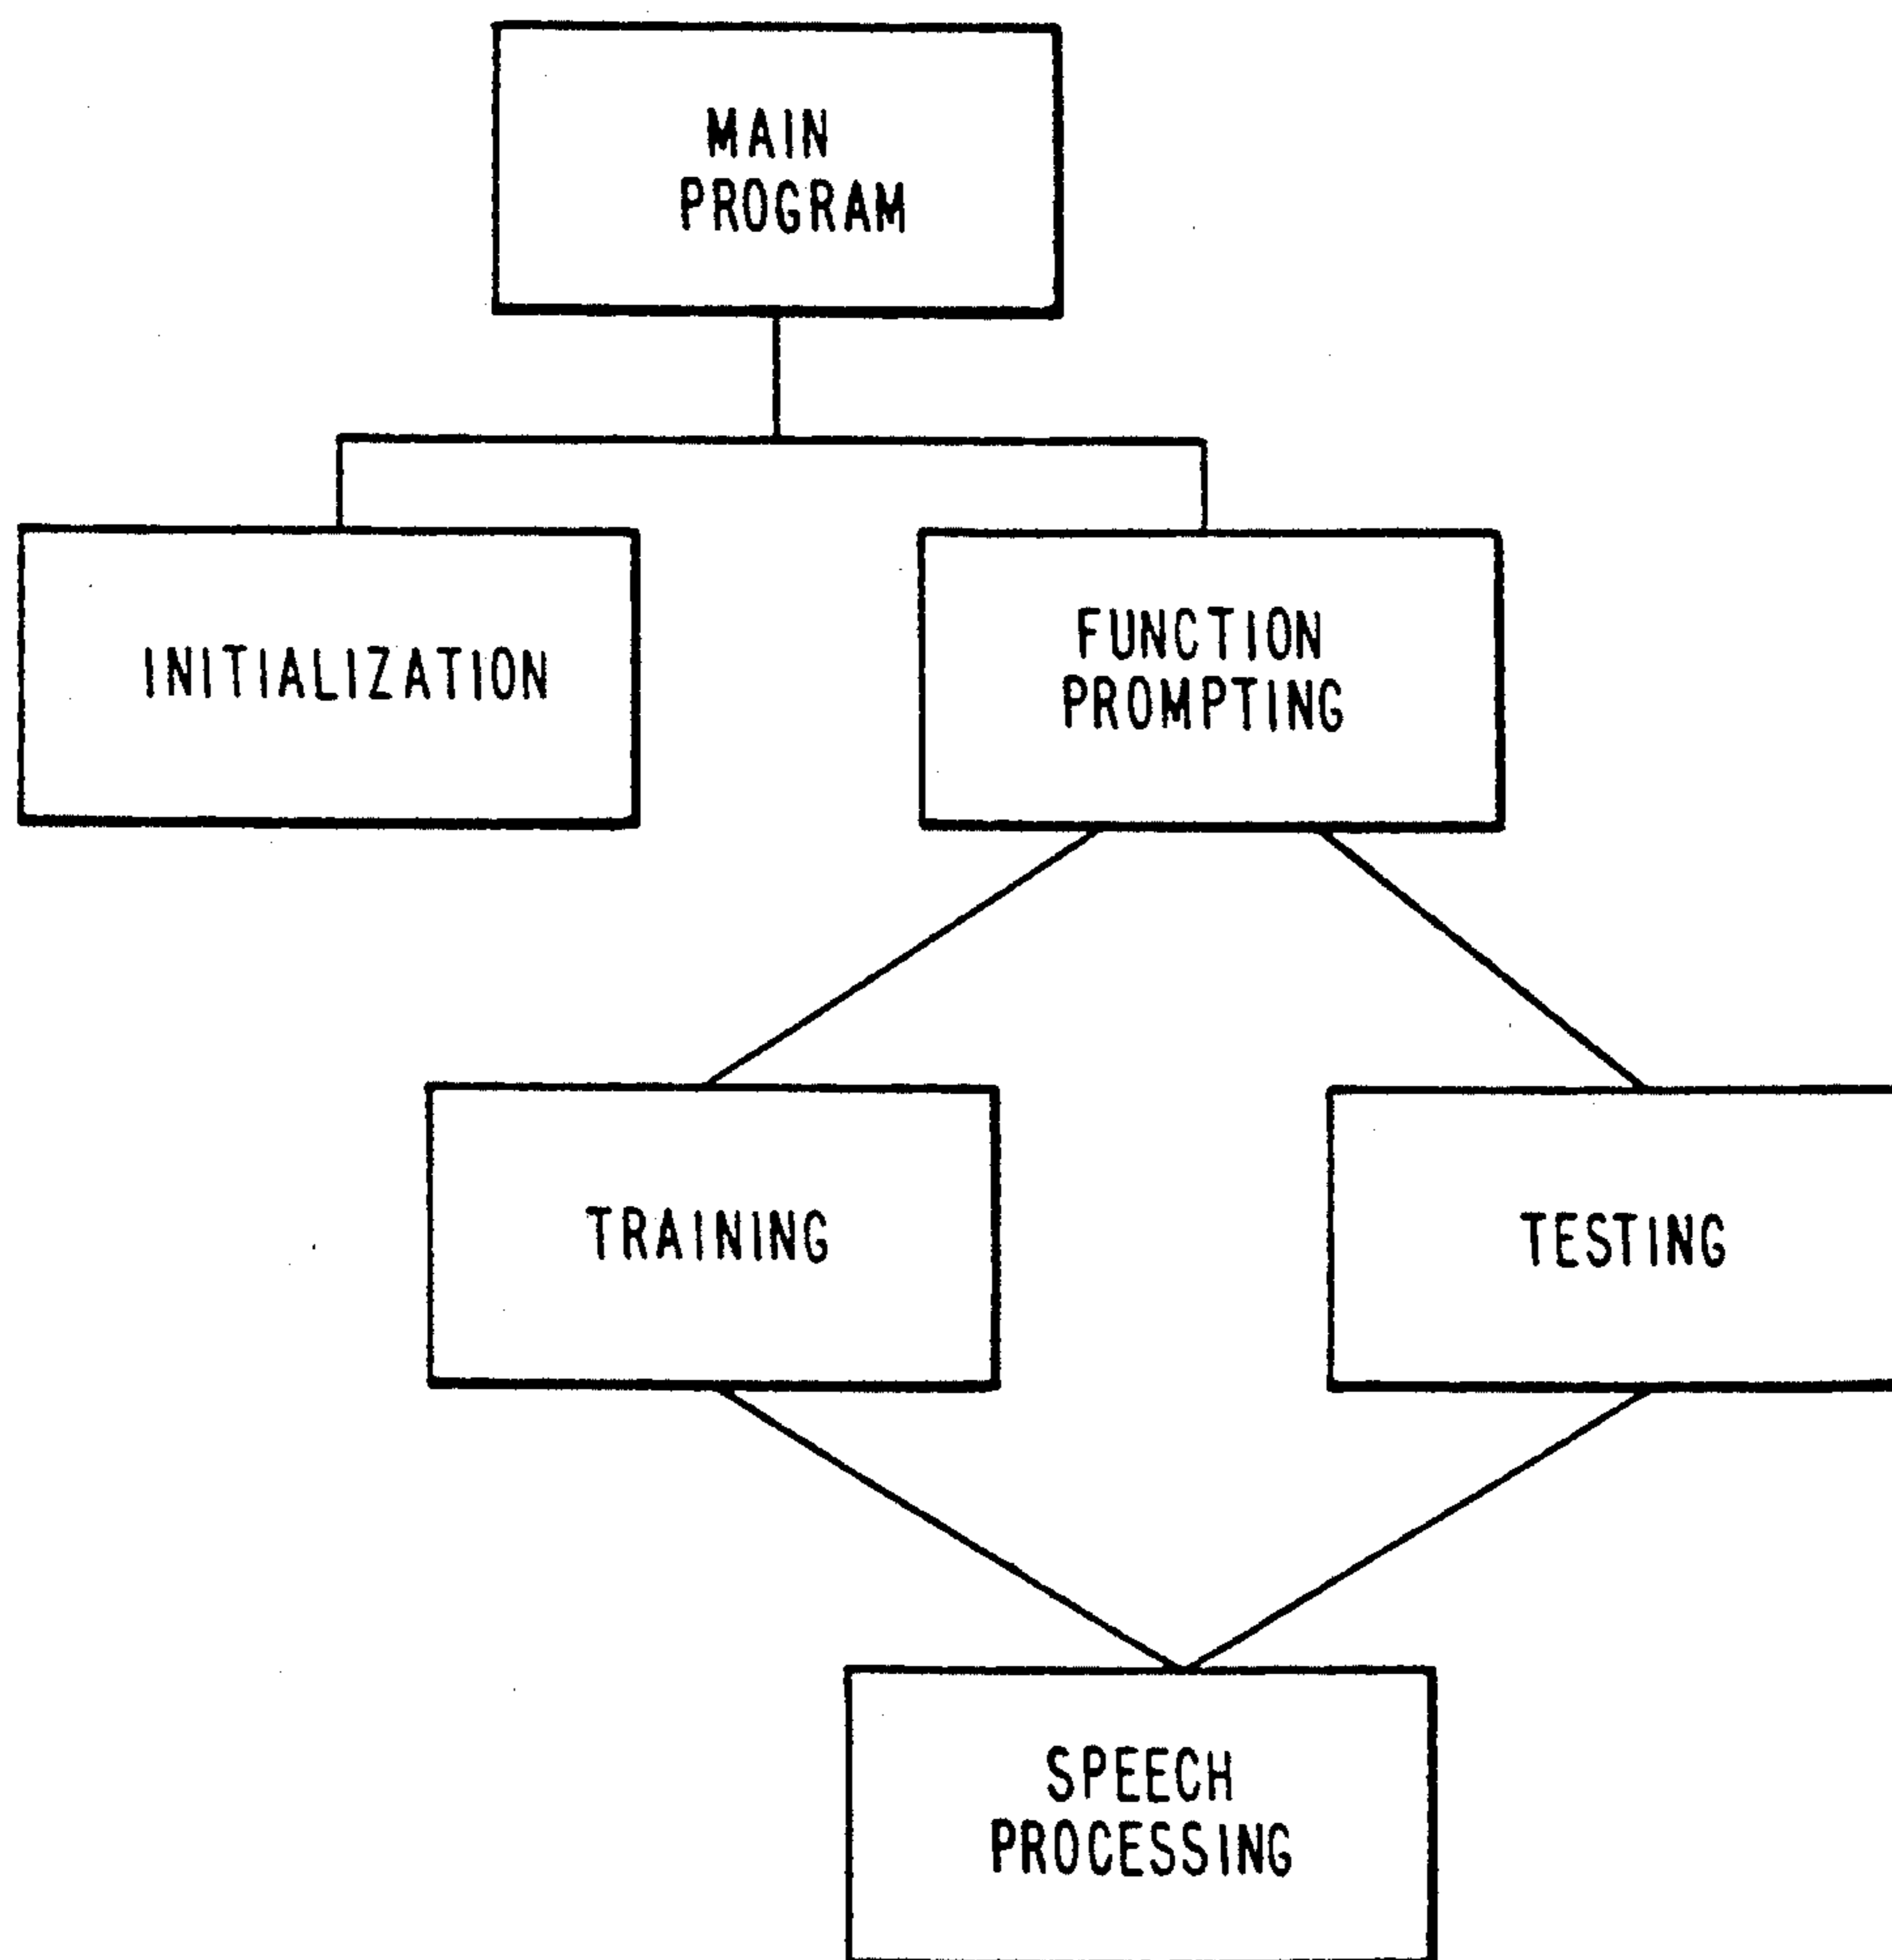 MAIN
PROGRAM
INITIALIZATION
FUNCTION
PROMPTING
TRAINING
TESTING
SPEECH
PROCESSING